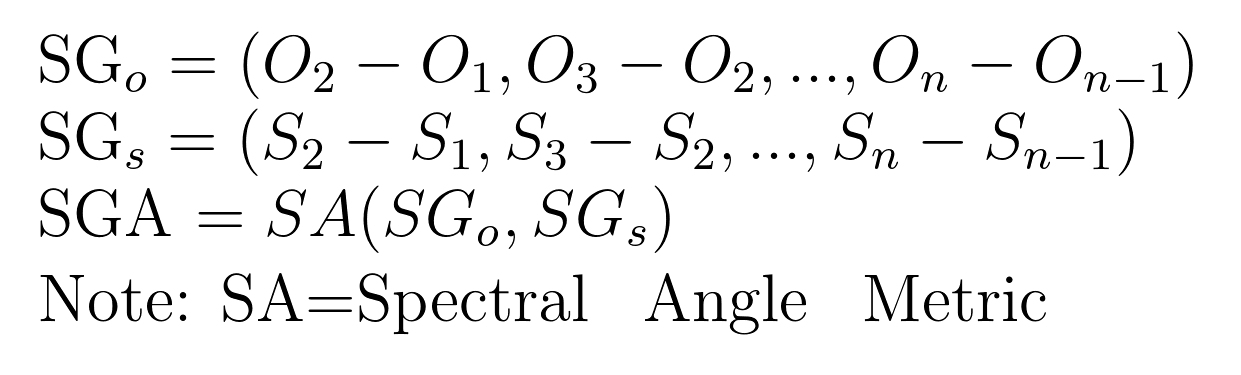 SG_o = (O_2 − O_1, O_3 − O_2, ..., O_n − O_{n−1})
SG_s = (S_2 − S_1, S_3 − S_2, ..., S_n − S_{n−1})
SGA = SA(SG_o, SG_s)
Note: SA=Spectral Angle Metric